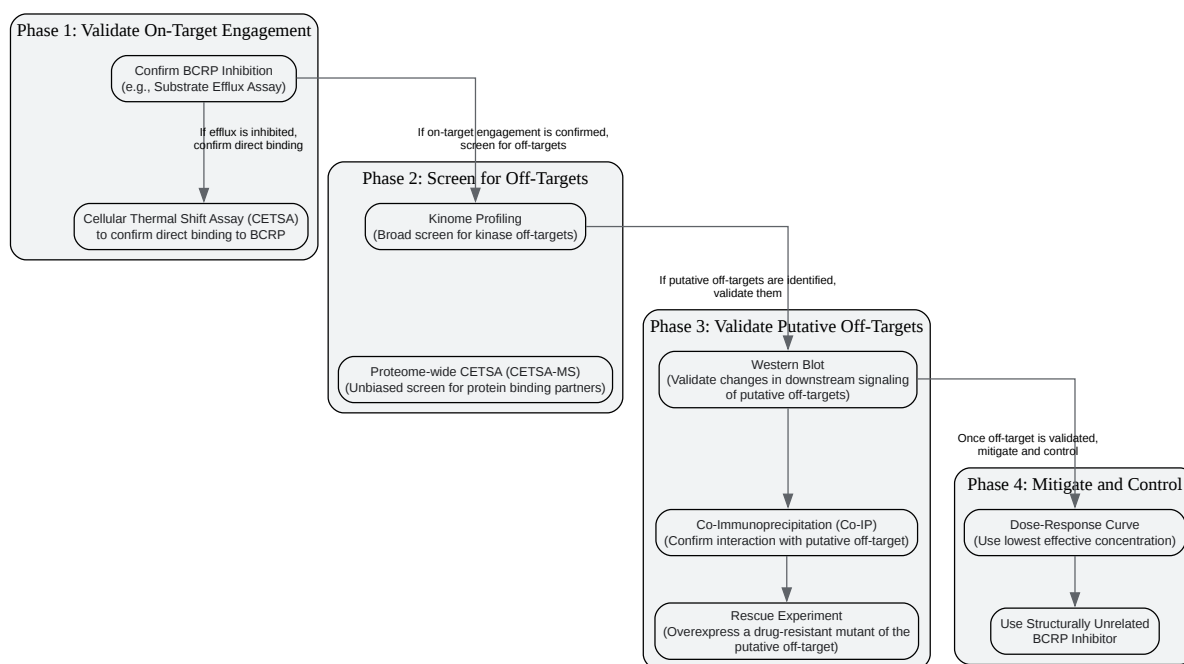 Phase 1: Validate On-Target Engagement
Confirm BCRP Inhibition
(e.g., Substrate Efflux Assay)
If efflux is inhibited,
confirm direct binding
Cellular Thermal Shift Assay (CETSA)
to confirm direct binding to BCRP
If on-target engagement is confirmed,
screen for off-targets
Phase 2: Screen for Off-Targets
Kinome Profiling
(Broad screen for kinase off-targets)
Proteome-wide CETSA (CETSA-MS)
(Unbiased screen for protein binding partners)
If putative off-targets are identified,
validate them
Phase 3: Validate Putative Off-Targets
Western Blot
(Validate changes in downstream signaling
of putative off-targets)
Co-Immunoprecipitation (Co-IP)
(Confirm interaction with putative off-target)
Rescue Experiment
(Overexpress a drug-resistant mutant of the
putative off-target)
Once off-target is validated,
mitigate and control
Phase 4: Mitigate and Control
Dose-Response Curve
(Use lowest effective concentration)
Use Structurally Unrelated
BCRP Inhibitor